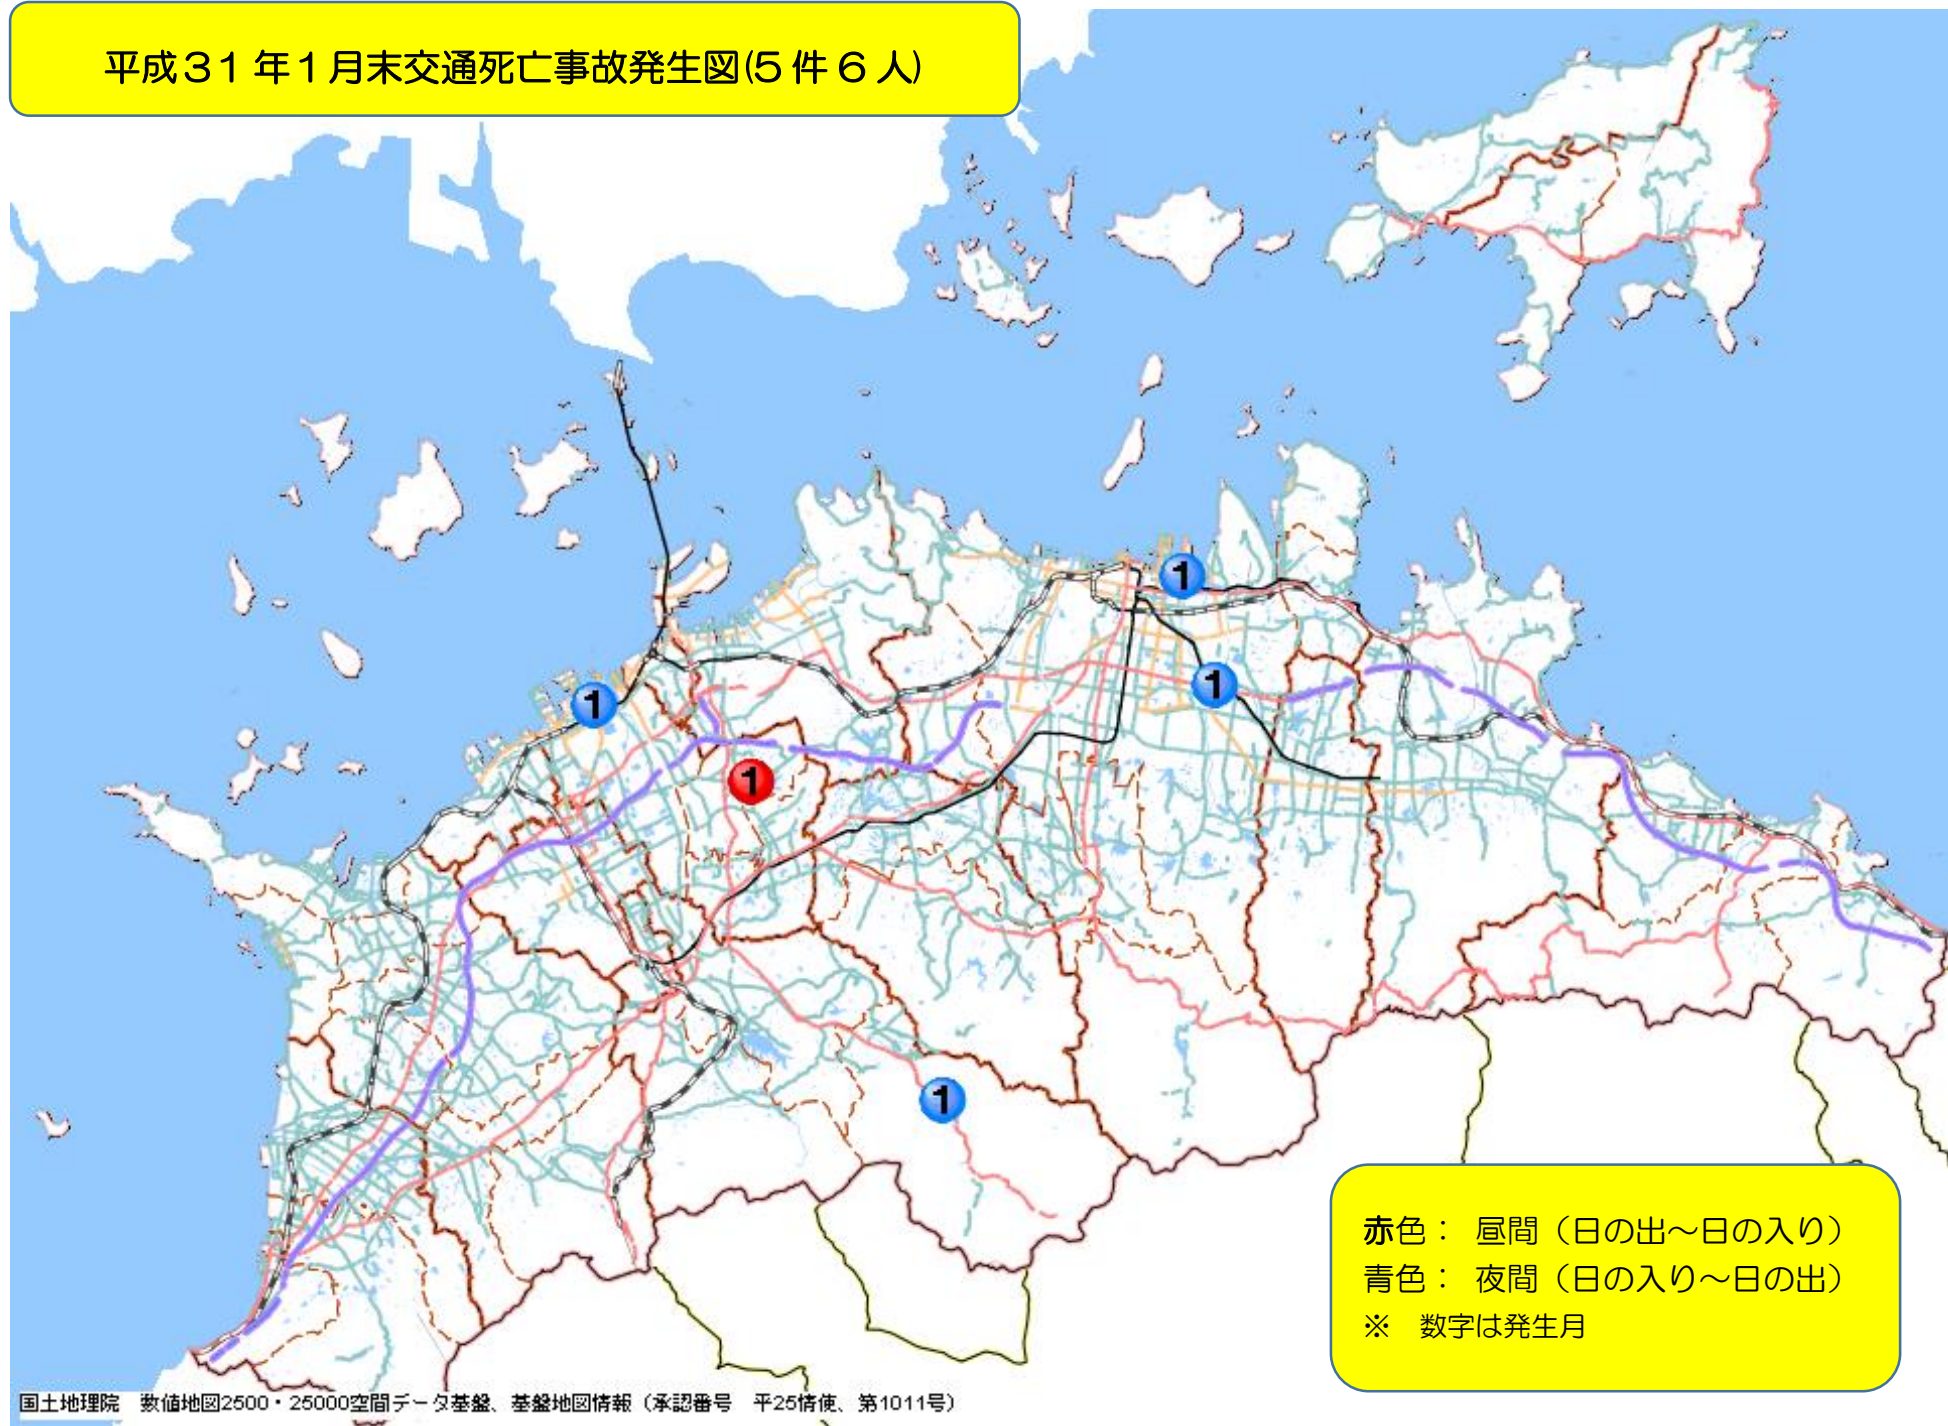 平成31年1月末交通死亡事故発生図(5件6人)
1
1
1
1
1
赤色： 昼間（日の出～日の入り）
青色： 夜間（日の入り～日の出）
※ 数字は発生月
国土地理院 数値地図2500・25000空間データ基盤、基盤地図情報（承認番号 平25情使、第1011号）